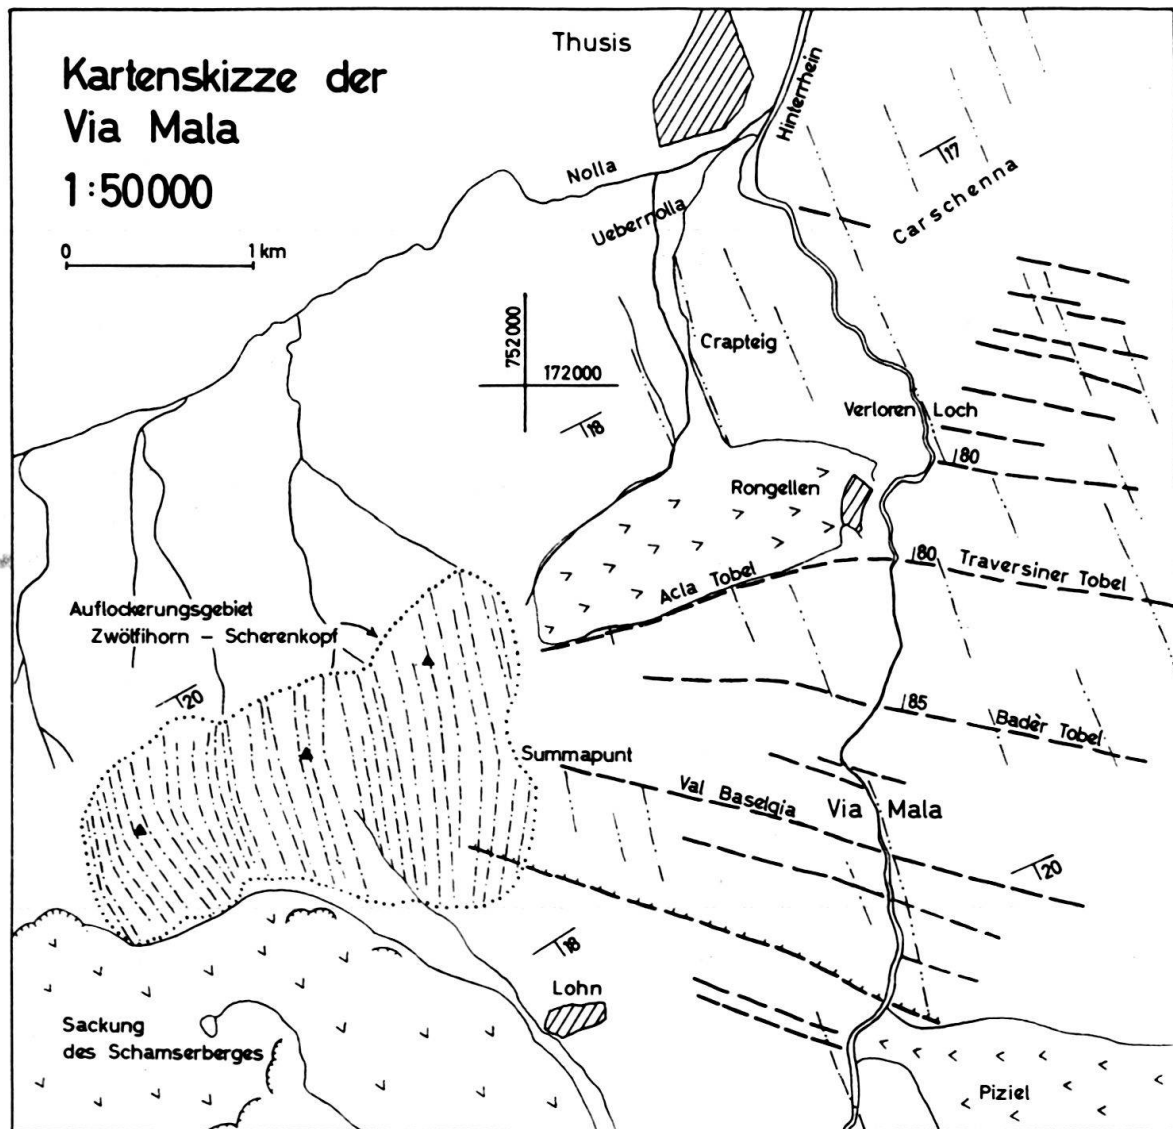 Kartenskizze der
Via Mala
1:50000
0 1 km
Thusis
Hinterrhein
Nolla
Uebernolla
17
Carschenna
752000
172000
Crapteig
18
Verloren Loch
80
Rongellen
80
Traversiner Tobel
Acla Tobel
Auflockerungsgebiet
Zwölfihorn – Scherenkopf
20
85
Badèr Tobel
Summapunt
Val Baselgia
Via Mala
20
18
Lohn
Sackung
des Schamserberges
Piziel